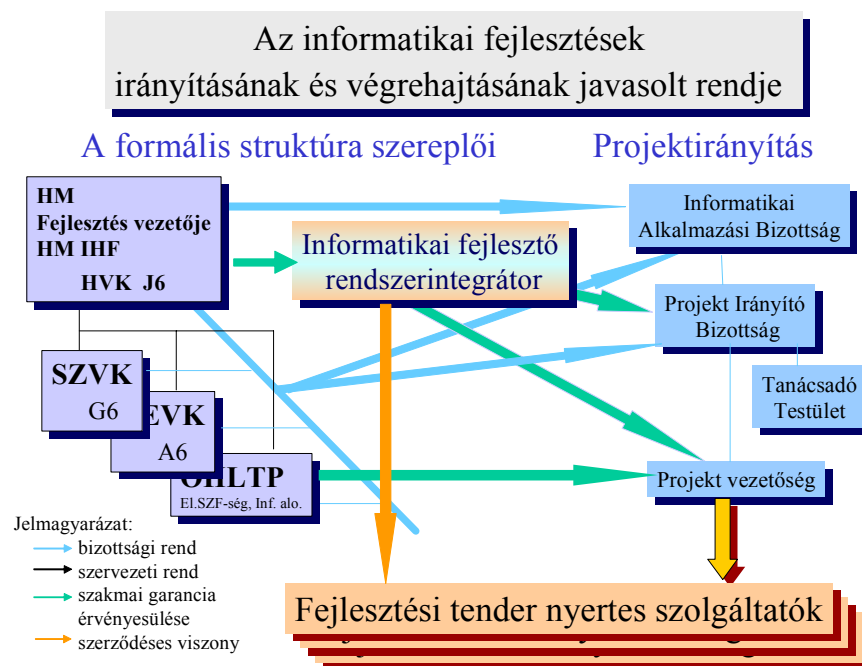 Az informatikai fejlesztések
irányításának és végrehajtásának javasolt rendje
A formális struktúra szereplői
Projektirányítás
HM
Fejlesztés vezetője
HM IHF
HVK J6
Informatikai fejlesztő
rendszerintegrátor
Informatikai
Alkalmazási Bizottság
Projekt Irányító
Bizottság
Tanácsadó
Testület
SZVK
G6
EVK
A6
OHLTP
El.SZF-ség, Inf. alo.
Projekt vezetőség
Jelmagyarázat:
bizottsági rend
szervezeti rend
szakmai garancia
érvényesülése
szerződéses viszony
Fejlesztési tender nyertes szolgáltatók